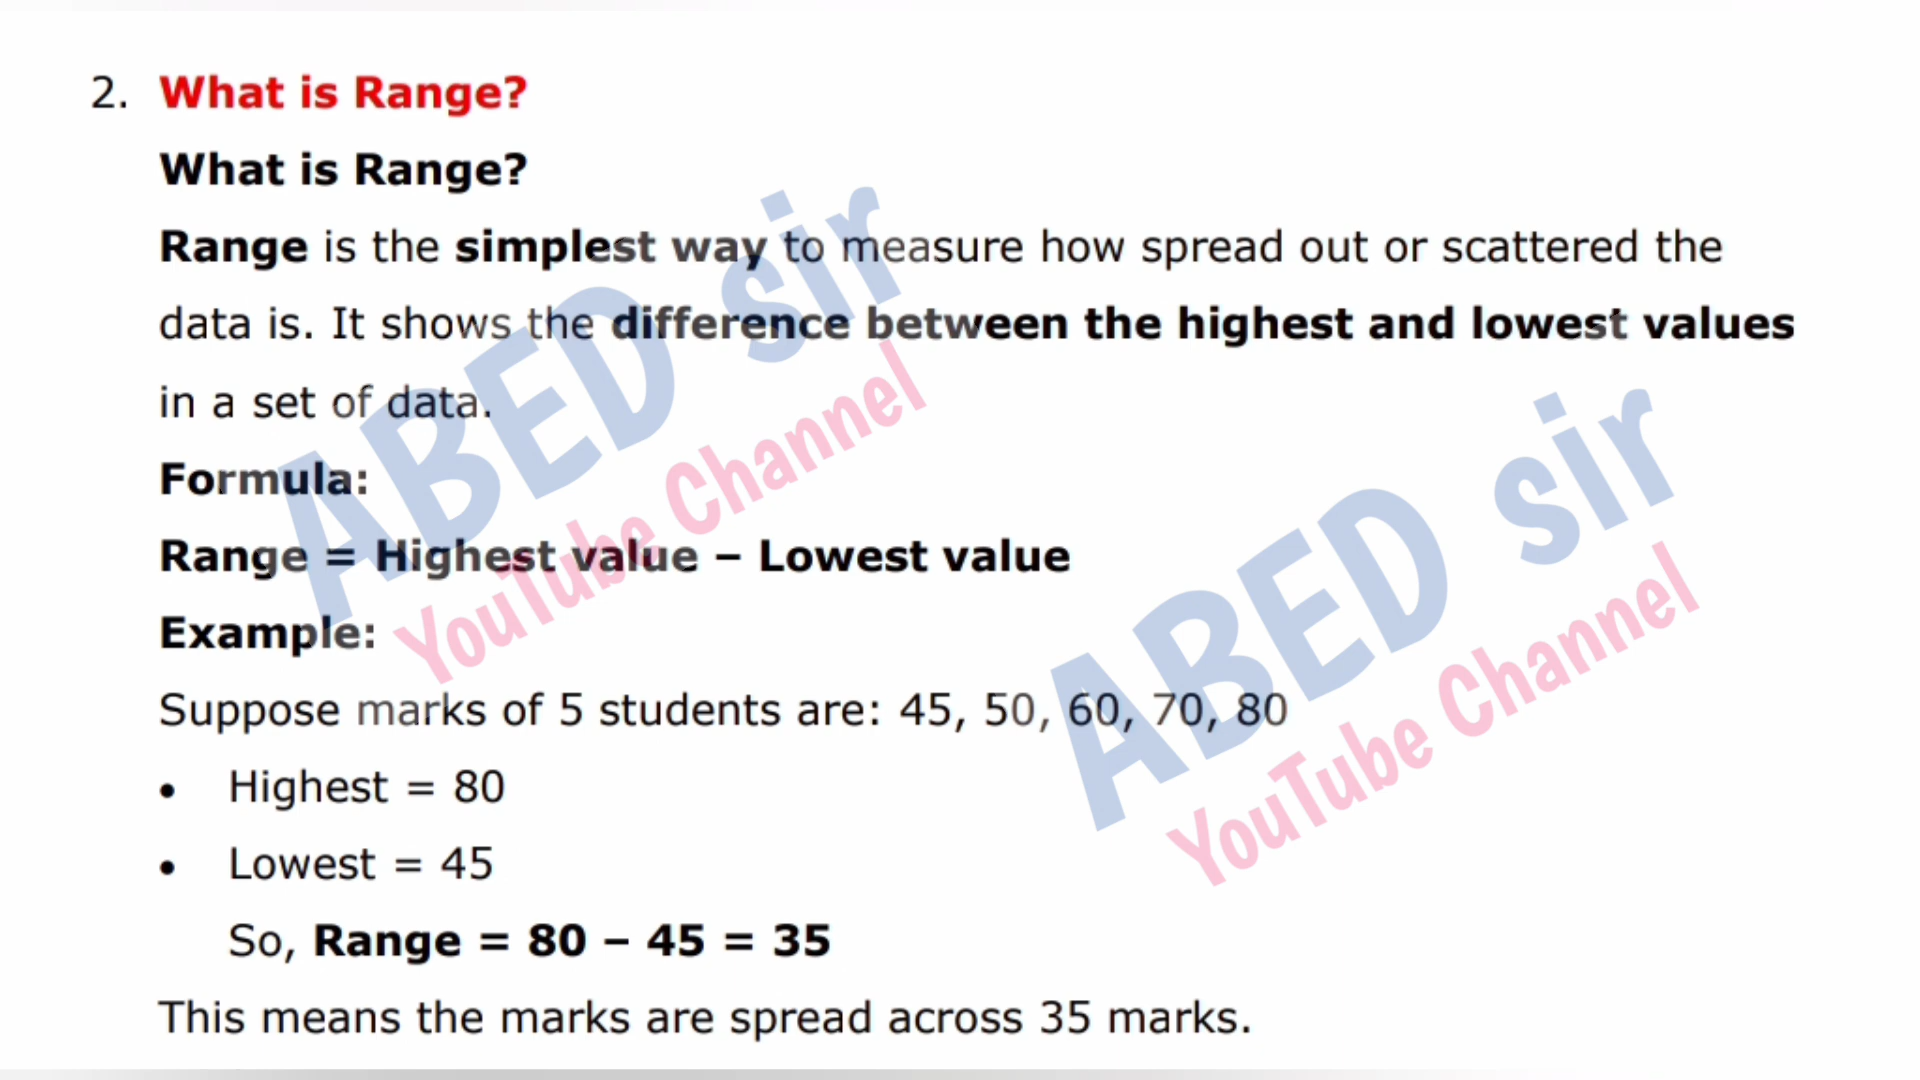 2. What is Range?
What is Range?
Range is the simplest way to measure how spread out or scattered the
data is. It shows the difference between the highest and lowest values
in a set of data.
Formula:
Range = Highest value – Lowest value
Example:
Suppose marks of 5 students are: 45, 50, 60, 70, 80
• Highest = 80
• Lowest = 45
So, Range = 80 – 45 = 35
This means the marks are spread across 35 marks.
ABED sir
YouTube Channel
ABED sir
YouTube Channel